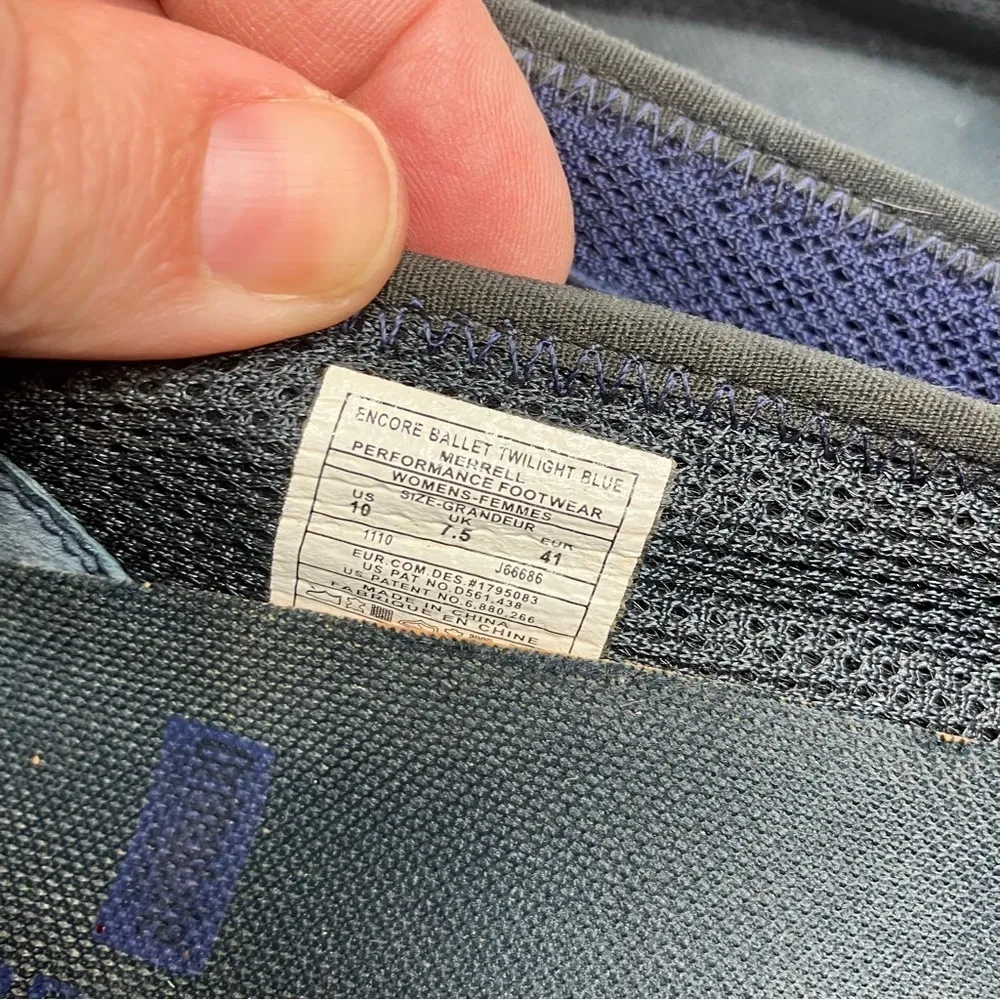 ENCORE BALLET TWILIGHT BLUE
MERRELL
PERFORMANCE FOOTWEAR
WOMENS-FEMMES
SIZE-GRANDEUR
US UK EUR
10 7.5 41
1110 J66686
EUR.COM.DES.#1795083
US PAT NO.D561,438
US PATENT NO.6,880,266
MADE IN CHINA
FABRIQUE EN CHINE